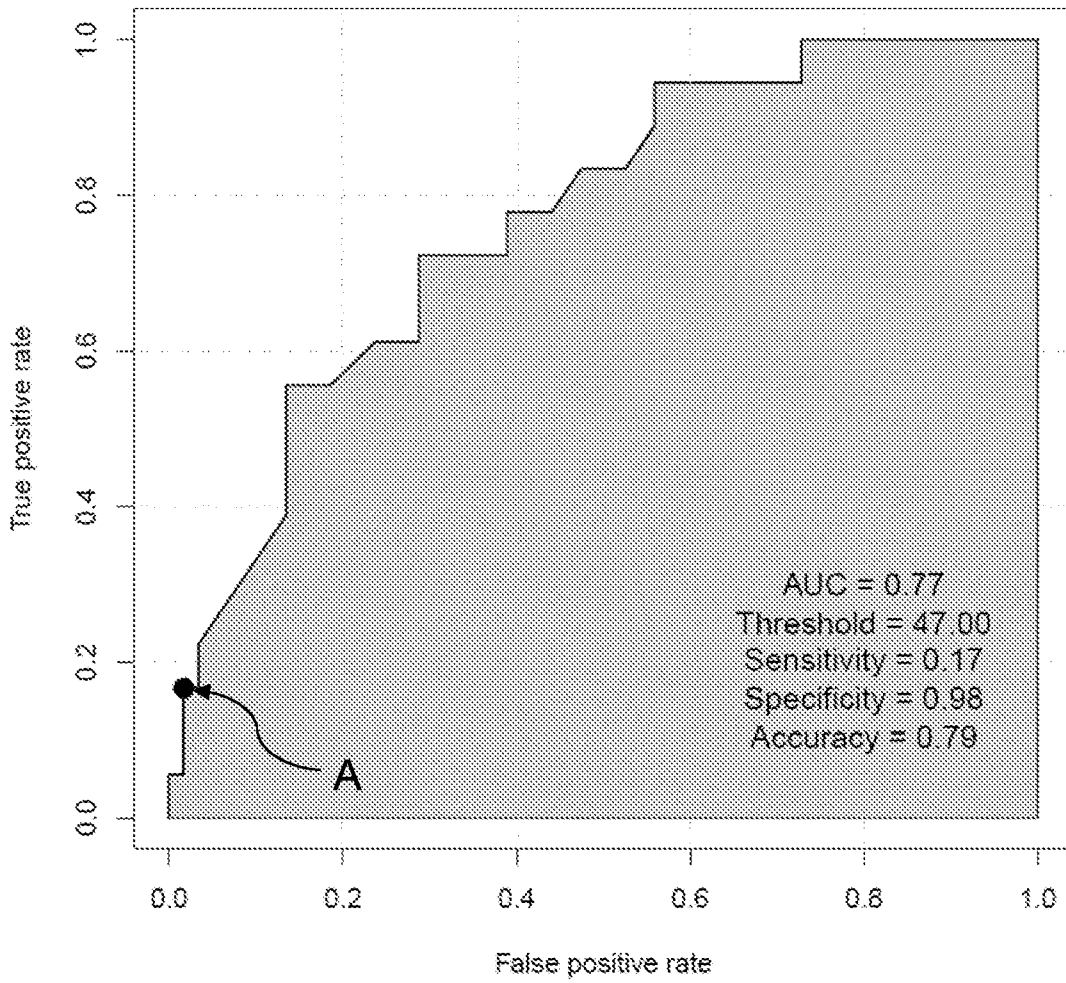 True positive rate
1.0
0.8
0.6
0.4
0.2
0.0
AUC = 0.77
Threshold = 47.00
Sensitivity = 0.17
Specificity = 0.98
Accuracy = 0.79
A
0.0 0.2 0.4 0.6 0.8 1.0
False positive rate